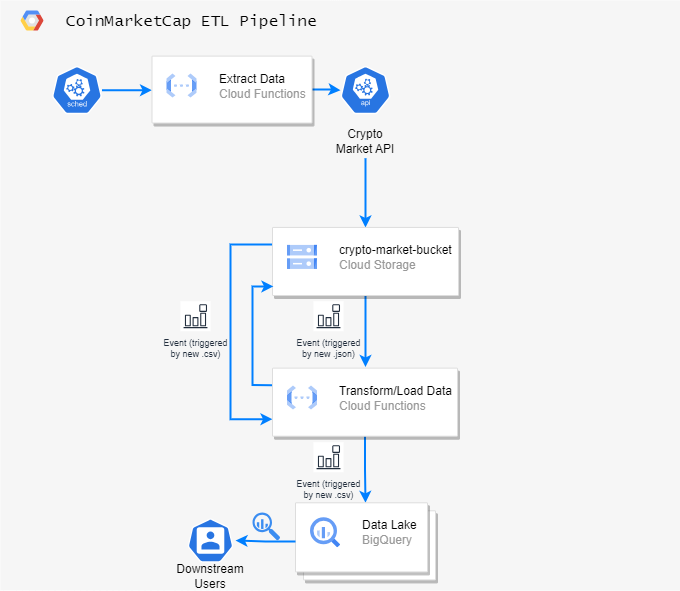 CoinMarketCap ETL Pipeline
sched
Extract Data
Cloud Functions
api
Crypto
Market API
crypto-market-bucket
Cloud Storage
Event (triggered
by new .csv)
Event (triggered
by new .json)
Transform/Load Data
Cloud Functions
Event (triggered
by new .csv)
Data Lake
BigQuery
Downstream
Users